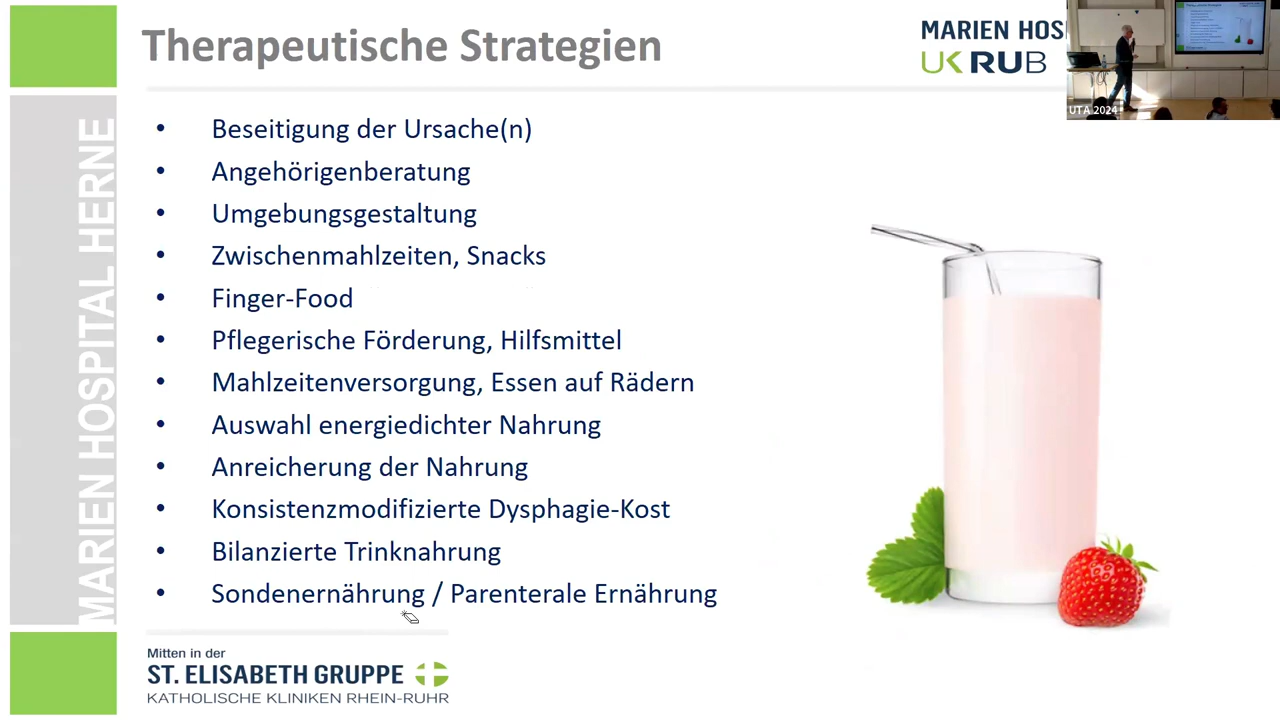 Therapeutische Strategien
MARIEN HOSP
UK RUB
UTA 2024
MARIEN HOSPITAL HERNE
• Beseitigung der Ursache(n)
• Angehörigenberatung
• Umgebungsgestaltung
• Zwischenmahlzeiten, Snacks
• Finger-Food
• Pflegerische Förderung, Hilfsmittel
• Mahlzeitenversorgung, Essen auf Rädern
• Auswahl energiedichter Nahrung
• Anreicherung der Nahrung
• Konsistenzmodifizierte Dysphagie-Kost
• Bilanzierte Trinknahrung
• Sondenernährung / Parenterale Ernährung
Mitten in der
ST. ELISABETH GRUPPE
KATHOLISCHE KLINIKEN RHEIN-RUHR